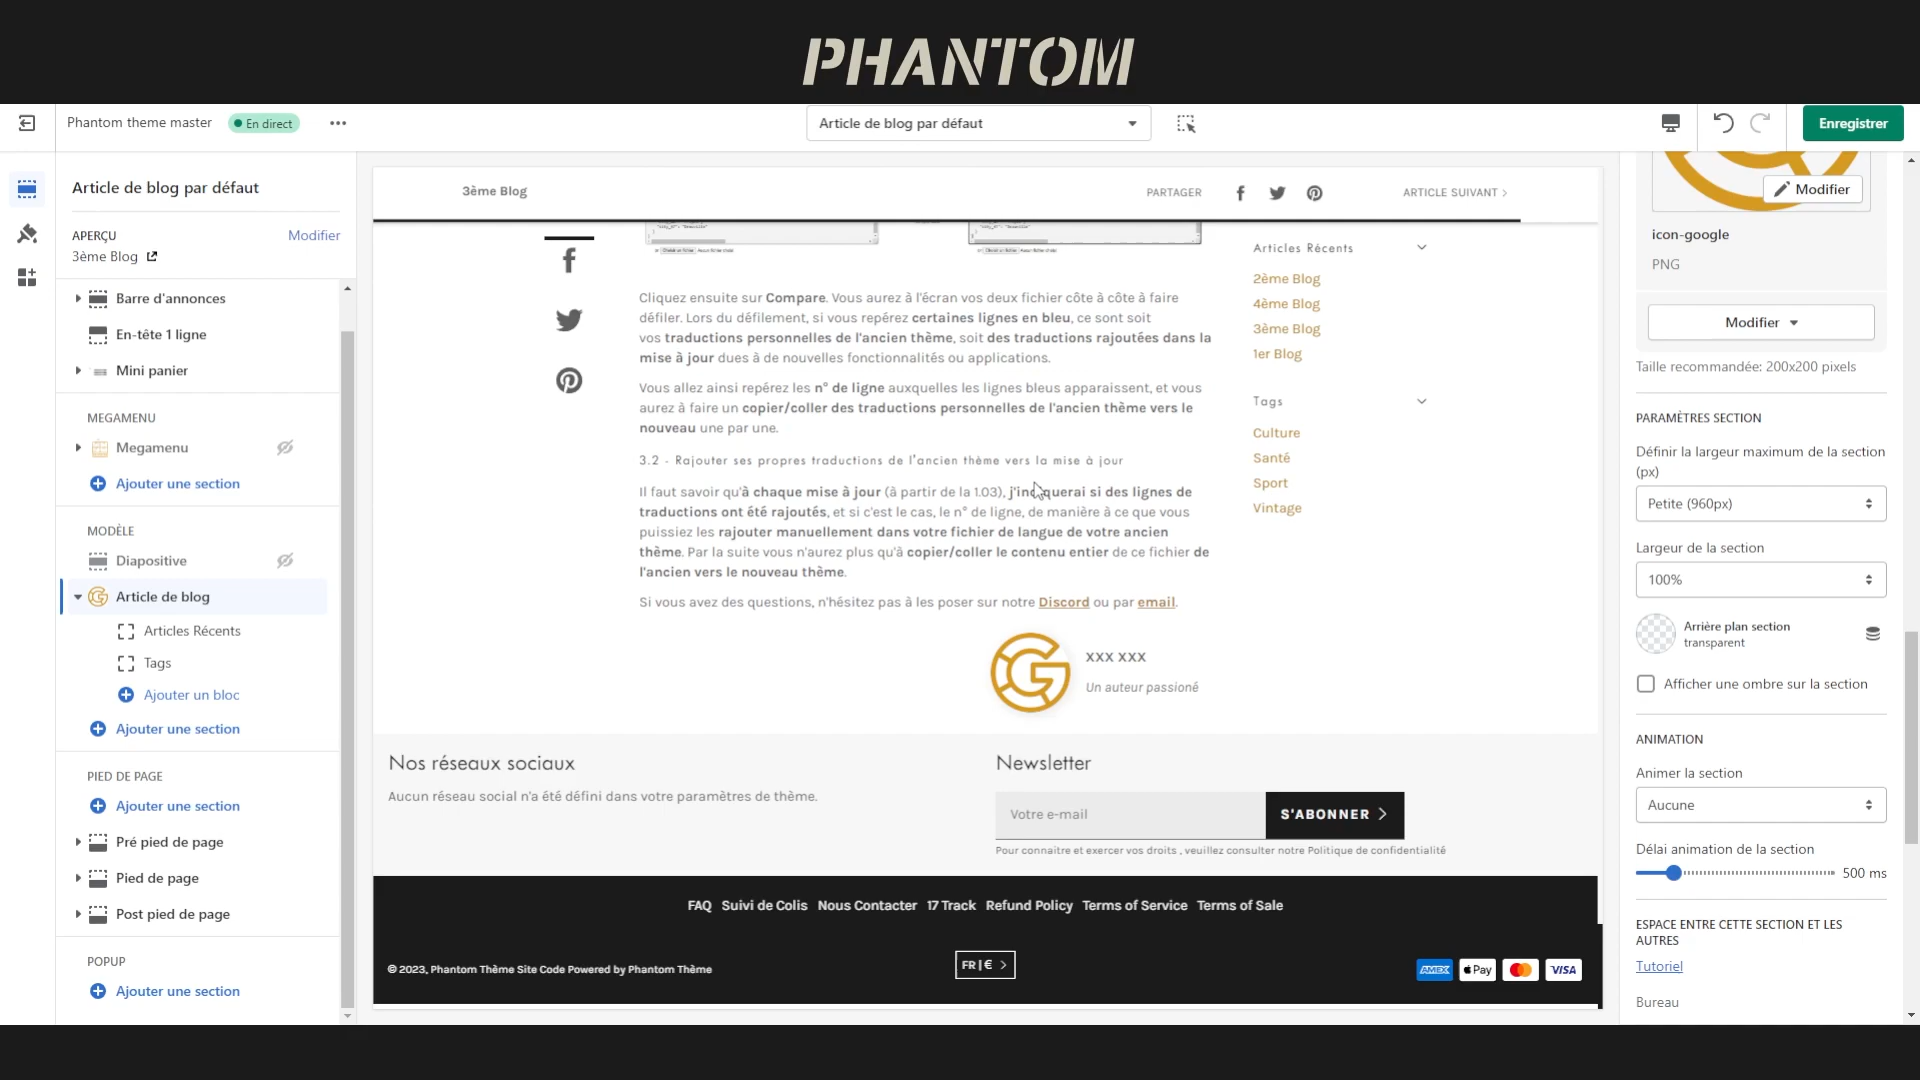 PHANTOM
Phantom theme master
En direct
Article de blog par défaut
Enregistrer
Article de blog par défaut
APERÇU
Modifier
3ème Blog
Barre d'annonces
En-tête 1 ligne
Mini panier
MEGAMENU
Megamenu
Ajouter une section
MODÈLE
Diapositive
Article de blog
Articles Récents
Tags
Ajouter un bloc
Ajouter une section
PIED DE PAGE
Ajouter une section
Pré pied de page
Pied de page
Post pied de page
POPUP
Ajouter une section
3ème Blog
PARTAGER
ARTICLE SUIVANT >
Cliquez ensuite sur Compare. Vous aurez à l'écran vos deux fichier côte à côte à faire
défiler. Lors du défilement, si vous repérez certaines lignes en bleu, ce sont soit
vos traductions personnelles de l'ancien thème, soit des traductions rajoutées dans la
mise à jour dues à de nouvelles fonctionnalités ou applications.
Vous allez ainsi repérez les n° de ligne auxquelles les lignes bleus apparaissent, et vous
aurez à faire un copier/coller des traductions personnelles de l'ancien thème vers le
nouveau une par une.
3.2 - Rajouter ses propres traductions de l'ancien thème vers la mise à jour
Il faut savoir qu'à chaque mise à jour (à partir de la 1.03), j'indiquerai si des lignes de
traductions ont été rajoutés, et si c'est le cas, le n° de ligne, de manière à ce que vous
puissiez les rajouter manuellement dans votre fichier de langue de votre ancien
thème. Par la suite vous n'aurez plus qu'à copier/coller le contenu entier de ce fichier de
l'ancien vers le nouveau thème.
Si vous avez des questions, n'hésitez pas à les poser sur notre Discord ou par email.
XXX XXX
Un auteur passioné
Articles Récents
2ème Blog
4ème Blog
3ème Blog
1er Blog
Tags
Culture
Santé
Sport
Vintage
Nos réseaux sociaux
Aucun réseau social n'a été défini dans votre paramètres de thème.
Newsletter
Votre e-mail
S'ABONNER >
Pour connaitre et exercer vos droits , veuillez consulter notre Politique de confidentialité
FAQ Suivi de Colis Nous Contacter 17 Track Refund Policy Terms of Service Terms of Sale
© 2023, Phantom Thème Site Code Powered by Phantom Thème
FR | € >
AMEX
Pay
VISA
Modifier
icon-google
PNG
Modifier
Taille recommandée: 200x200 pixels
PARAMÈTRES SECTION
Définir la largeur maximum de la section
(px)
Petite (960px)
Largeur de la section
100%
Arrière plan section
transparent
Afficher une ombre sur la section
ANIMATION
Animer la section
Aucune
Délai animation de la section
500 ms
ESPACE ENTRE CETTE SECTION ET LES
AUTRES
Tutoriel
Bureau